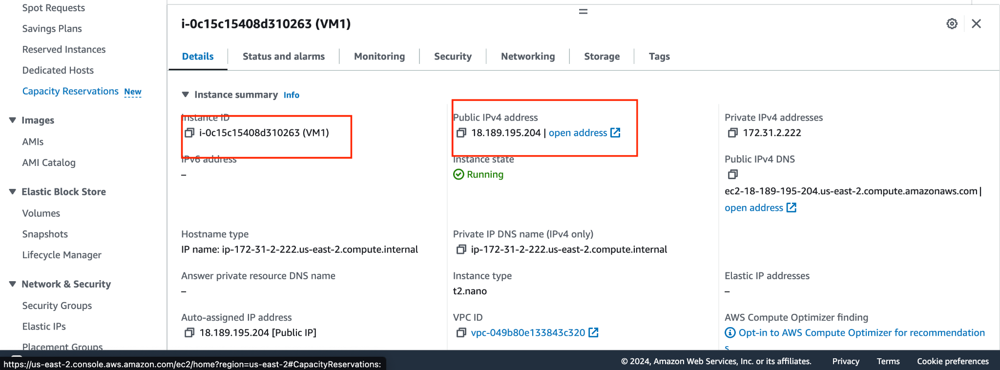 Spot Requests
Savings Plans
Reserved Instances
Dedicated Hosts
Capacity Reservations New
Images
AMIs
AMI Catalog
Elastic Block Store
Volumes
Snapshots
Lifecycle Manager
Network & Security
Security Groups
Elastic IPs
Placement Groups
i-0c15c15408d310263 (VM1)
Details
Status and alarms
Monitoring
Security
Networking
Storage
Tags
Instance summary Info
Instance ID
i-0c15c15408d310263 (VM1)
Public IPv4 address
18.189.195.204 | open address
Private IPv4 addresses
172.31.2.222
IPv6 address
–
Instance state
Running
Public IPv4 DNS
ec2-18-189-195-204.us-east-2.compute.amazonaws.com |
open address
Hostname type
IP name: ip-172-31-2-222.us-east-2.compute.internal
Private IP DNS name (IPv4 only)
ip-172-31-2-222.us-east-2.compute.internal
Answer private resource DNS name
–
Instance type
t2.nano
Elastic IP addresses
–
Auto-assigned IP address
18.189.195.204 [Public IP]
VPC ID
vpc-049b80e133843c320
AWS Compute Optimizer finding
Opt-in to AWS Compute Optimizer for recommendation
s
https://us-east-2.console.aws.amazon.com/ec2/home?region=us-east-2#CapacityReservations:
© 2024, Amazon Web Services, Inc. or its affiliates.
Privacy
Terms
Cookie preferences